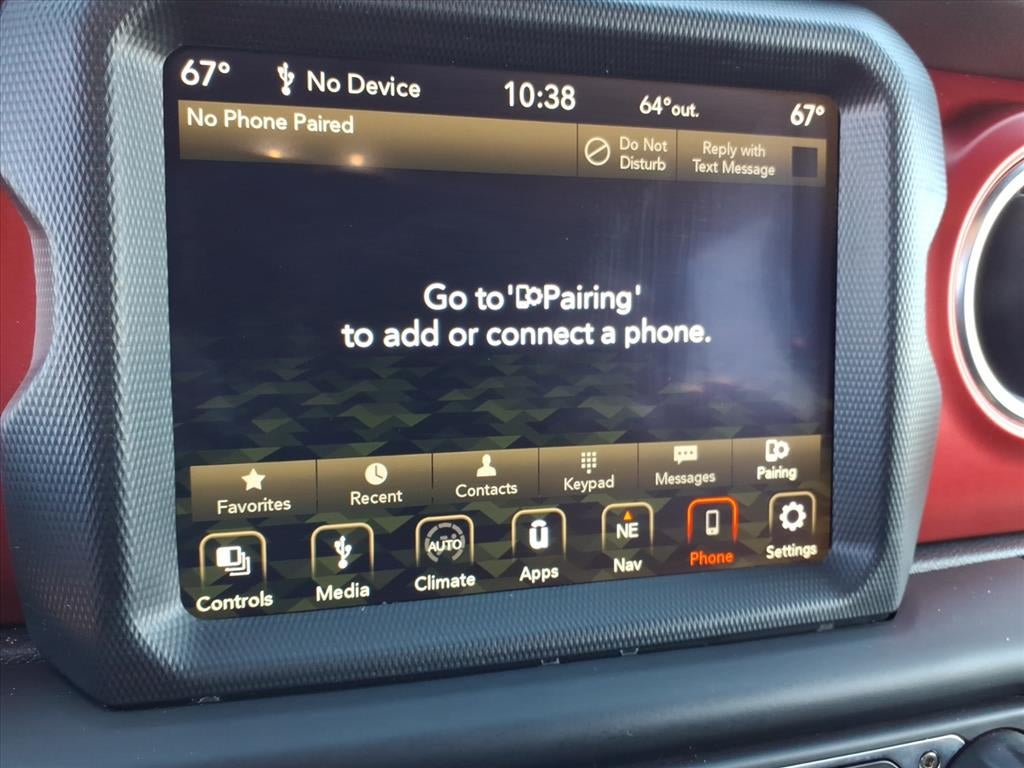 67° No Device 10:38 64°out. 67°
No Phone Paired
Do Not
Disturb
Reply with
Text Message
Go to 'Pairing'
to add or connect a phone.
Favorites Recent Contacts Keypad Messages Pairing
AUTO NE
Controls Media Climate Apps Nav Phone Settings